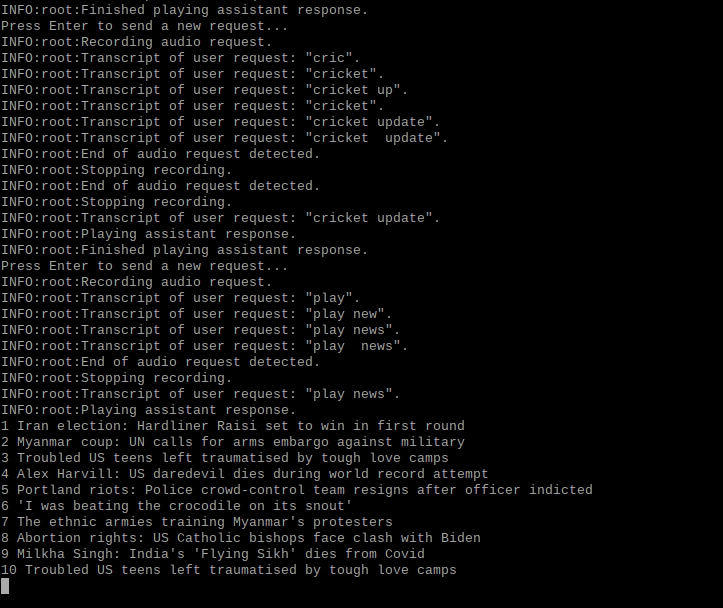 INFO:root:Finished playing assistant response.
Press Enter to send a new request...
INFO:root:Recording audio request.
INFO:root:Transcript of user request: "cric".
INFO:root:Transcript of user request: "cricket".
INFO:root:Transcript of user request: "cricket up".
INFO:root:Transcript of user request: "cricket".
INFO:root:Transcript of user request: "cricket update".
INFO:root:Transcript of user request: "cricket  update".
INFO:root:End of audio request detected.
INFO:root:Stopping recording.
INFO:root:End of audio request detected.
INFO:root:Stopping recording.
INFO:root:Transcript of user request: "cricket update".
INFO:root:Playing assistant response.
INFO:root:Finished playing assistant response.
Press Enter to send a new request...
INFO:root:Recording audio request.
INFO:root:Transcript of user request: "play".
INFO:root:Transcript of user request: "play new".
INFO:root:Transcript of user request: "play news".
INFO:root:Transcript of user request: "play  news".
INFO:root:End of audio request detected.
INFO:root:Stopping recording.
INFO:root:Transcript of user request: "play news".
INFO:root:Playing assistant response.
1 Iran election: Hardliner Raisi set to win in first round
2 Myanmar coup: UN calls for arms embargo against military
3 Troubled US teens left traumatised by tough love camps
4 Alex Harvill: US daredevil dies during world record attempt
5 Portland riots: Police crowd-control team resigns after officer indicted
6 'I was beating the crocodile on its snout'
7 The ethnic armies training Myanmar's protesters
8 Abortion rights: US Catholic bishops face clash with Biden
9 Milkha Singh: India's 'Flying Sikh' dies from Covid
10 Troubled US teens left traumatised by tough love camps